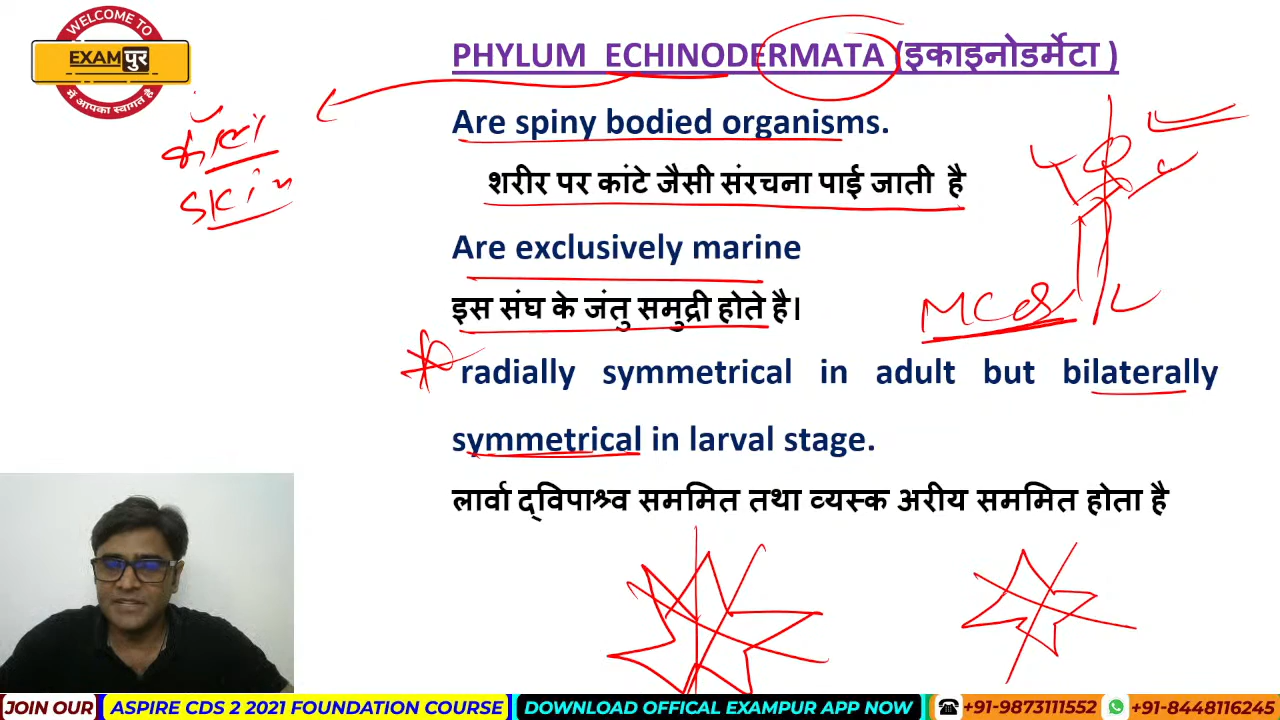 WELCOME TO
EXAM पुर
में आपका स्वागत है
PHYLUM ECHINODERMATA (इकाइनोडर्मेटा )
Are spiny bodied organisms.
शरीर पर कांटे जैसी संरचना पाई जाती है
Are exclusively marine
इस संघ के जंतु समुद्री होते है।
radially symmetrical in adult but bilaterally
symmetrical in larval stage.
लार्वा द्विपाश्र्व सममित तथा व्यस्क अरीय सममित होता है
skin
JOIN OUR ASPIRE CDS 2 2021 FOUNDATION COURSE DOWNLOAD OFFICAL EXAMPUR APP NOW +91-9873111552 +91-8448116245